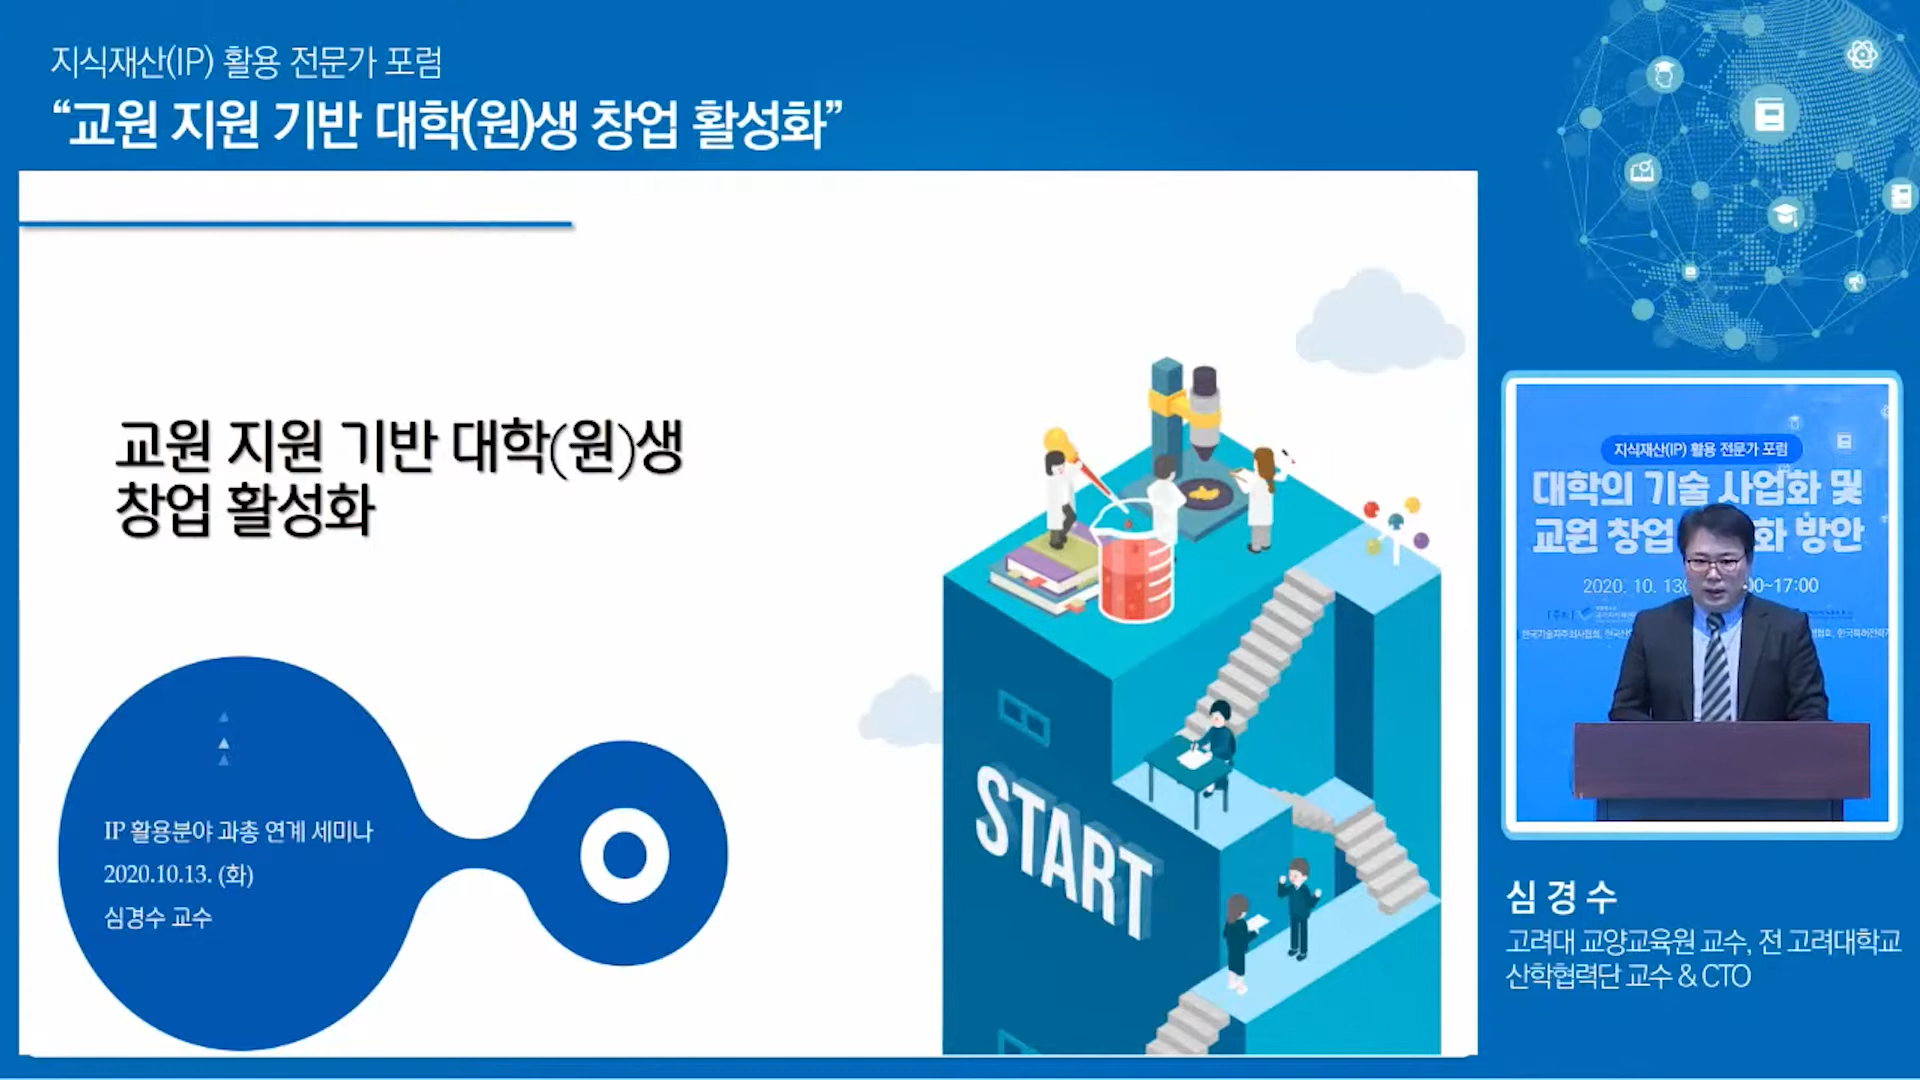 지식재산(IP) 활용 전문가 포럼
“교원 지원 기반 대학(원)생 창업 활성화”
교원 지원 기반 대학(원)생
창업 활성화
IP 활용분야 과총 연계 세미나
2020.10.13. (화)
심경수 교수
START
지식재산(IP) 활용 전문가 포럼
대학의 기술 사업화 및
교원 창업 화 방안
2020. 10. 13 00~17:00
심 경 수
고려대 교양교육원 교수, 전 고려대학교
산학협력단 교수 & CTO